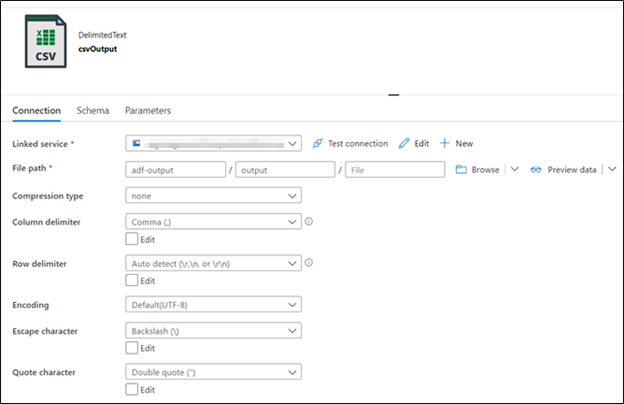 CSV
DelimitedText
csvOutput
Connection Schema Parameters
Linked service * Test connection Edit New
File path * adf-output / output / File Browse Preview data
Compression type none
Column delimiter Comma (,)
Edit
Row delimiter Auto detect (\r,\n, or \r\n)
Edit
Encoding Default(UTF-8)
Escape character Backslash (\)
Edit
Quote character Double quote (")
Edit